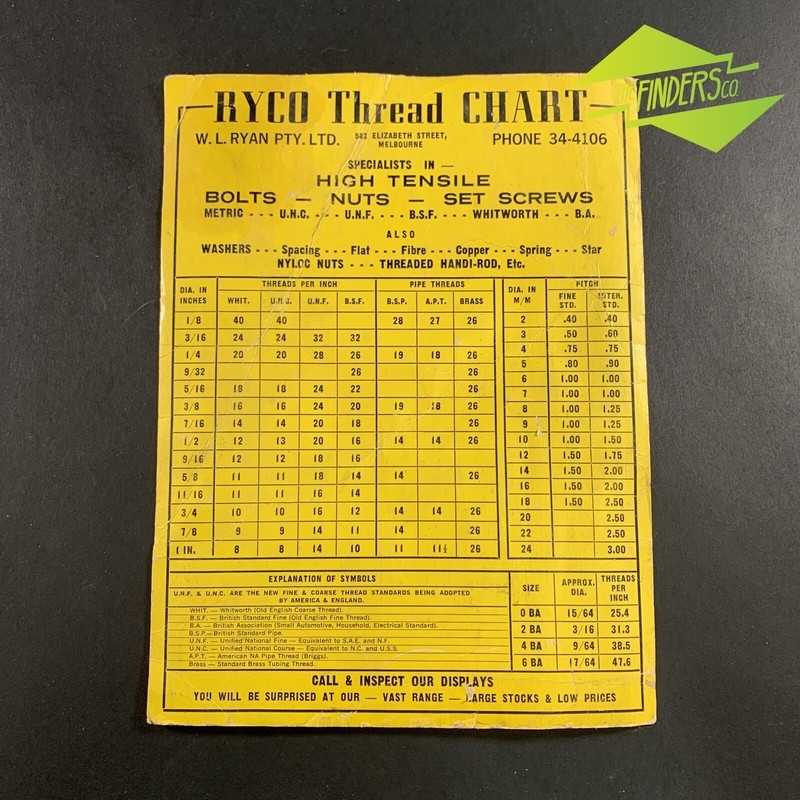 RYCO Thread CHART
FINDERS CO.
W. L. RYAN PTY. LTD. 582 ELIZABETH STREET, MELBOURNE PHONE 34-4106
SPECIALISTS IN —
HIGH TENSILE
BOLTS — NUTS — SET SCREWS
METRIC - - - U.N.C. - - - U.N.F. - - - B.S.F. - - - WHITWORTH - - - B.A.
ALSO
WASHERS - - - Spacing - - - Flat - - - Fibre - - - Copper - - - Spring - - - Star
NYLOC NUTS - - - THREADED HANDI-ROD, Etc.
DIA. IN INCHES THREADS PER INCH PIPE THREADS
WHIT. U.N.C. U.N.F. B.S.F. B.S.P. A.P.T. BRASS
1/8 40 40 28 27 26
3/16 24 24 32 32
1/4 20 20 28 26 19 18 26
9/32 26 26
5/16 18 18 24 22 26
3/8 16 16 24 20 19 18 26
7/16 14 14 20 18 26
1/2 12 13 20 16 14 14 26
9/16 12 12 18 16
5/8 11 11 18 14 14 26
11/16 11 11 16 14
3/4 10 10 16 12 14 14 26
7/8 9 9 14 11 14 26
1 IN. 8 8 14 10 11 11½ 26
DIA. IN M/M PITCH
FINE STD. INTER. STD.
2 .40 .40
3 .50 .60
4 .75 .75
5 .80 .90
6 1.00 1.00
7 1.00 1.00
8 1.00 1.25
9 1.00 1.25
10 1.00 1.50
12 1.50 1.75
14 1.50 2.00
16 1.50 2.00
18 1.50 2.50
20 2.50
22 2.50
24 3.00
EXPLANATION OF SYMBOLS
U.N.F. & U.N.C. ARE THE NEW FINE & COARSE THREAD STANDARDS BEING ADOPTED
BY AMERICA & ENGLAND.
WHIT. — Whitworth (Old English Coarse Thread).
B.S.F. — British Standard Fine (Old English Fine Thread).
B.A. — British Association (Small Automotive, Household, Electrical Standard).
B.S.P.—British Standard Pipe.
U.N.F. — Unified National Fine — Equivalent to S.A.E. and N.F.
U.N.C. — Unified National Course — Equivalent to N.C. and U.S.S.
A.P.T. — American NA Pipe Thread (Briggs).
Brass — Standard Brass Tubing Thread.
SIZE APPROX. DIA. THREADS PER INCH
0 BA 15/64 25.4
2 BA 3/16 31.3
4 BA 9/64 38.5
6 BA 17/64 47.6
CALL & INSPECT OUR DISPLAYS
YOU WILL BE SURPRISED AT OUR — VAST RANGE — LARGE STOCKS & LOW PRICES